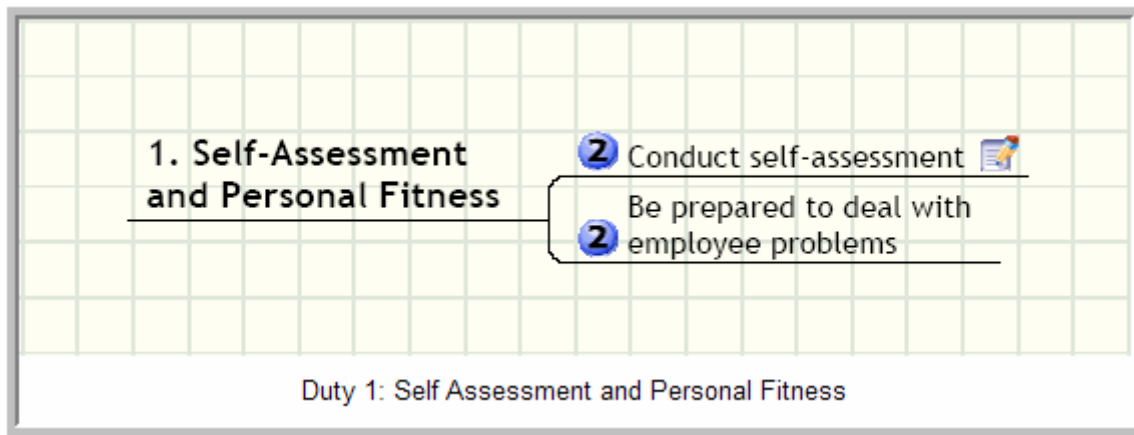 1. Self-Assessment
and Personal Fitness
2 Conduct self-assessment
Be prepared to deal with
2 employee problems
Duty 1: Self Assessment and Personal Fitness